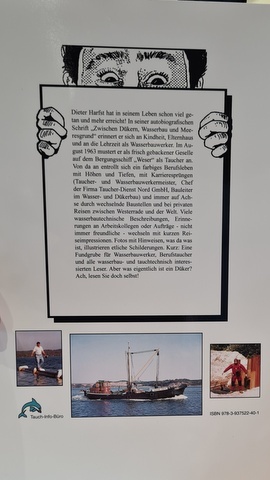 Dieter Harfst hat in seinem Leben schon viel ge-
tan und mehr erreicht! In seiner autobiografischen
Schrift „Zwischen Dükern, Wasserbau und Mee-
resgrund" erinnert er sich an Kindheit, Elternhaus
und an die Lehrzeit als Wasserbauwerker. Im Au-
gust 1963 mustert er als frisch gebackener Geselle
auf dem Bergungsschiff „Weser" als Taucher an.
Von da an entrollt sich ein farbiges Berufsleben
mit Höhen und Tiefen, mit Karrieresprüngen
(Taucher- und Wasserbauwerkermeister, Chef
der Firma Taucher-Dienst Nord GmbH, Bauleiter
im Wasser- und Dükerbau) und immer auf Ach-
se durch wechselnde Baustellen und bei privaten
Reisen zwischen Westerrade und der Welt. Viele
wasserbautechnische Beschreibungen, Erinne-
rungen an Arbeitskollegen oder Aufträge - nicht
immer freundliche - wechseln mit kurzen Rei-
seimpressionen. Fotos mit Hinweisen, was da was
ist, illustrieren etliche Schilderungen. Kurz: Eine
Fundgrube für Wasserbauwerker, Berufstaucher
und alle wasserbau- und tauchtechnisch interes-
sierten Leser. Aber was eigentlich ist ein Düker?
Ach, lesen Sie doch selbst!
Tauch-Info-Büro
ISBN 978-3-937522-40-1